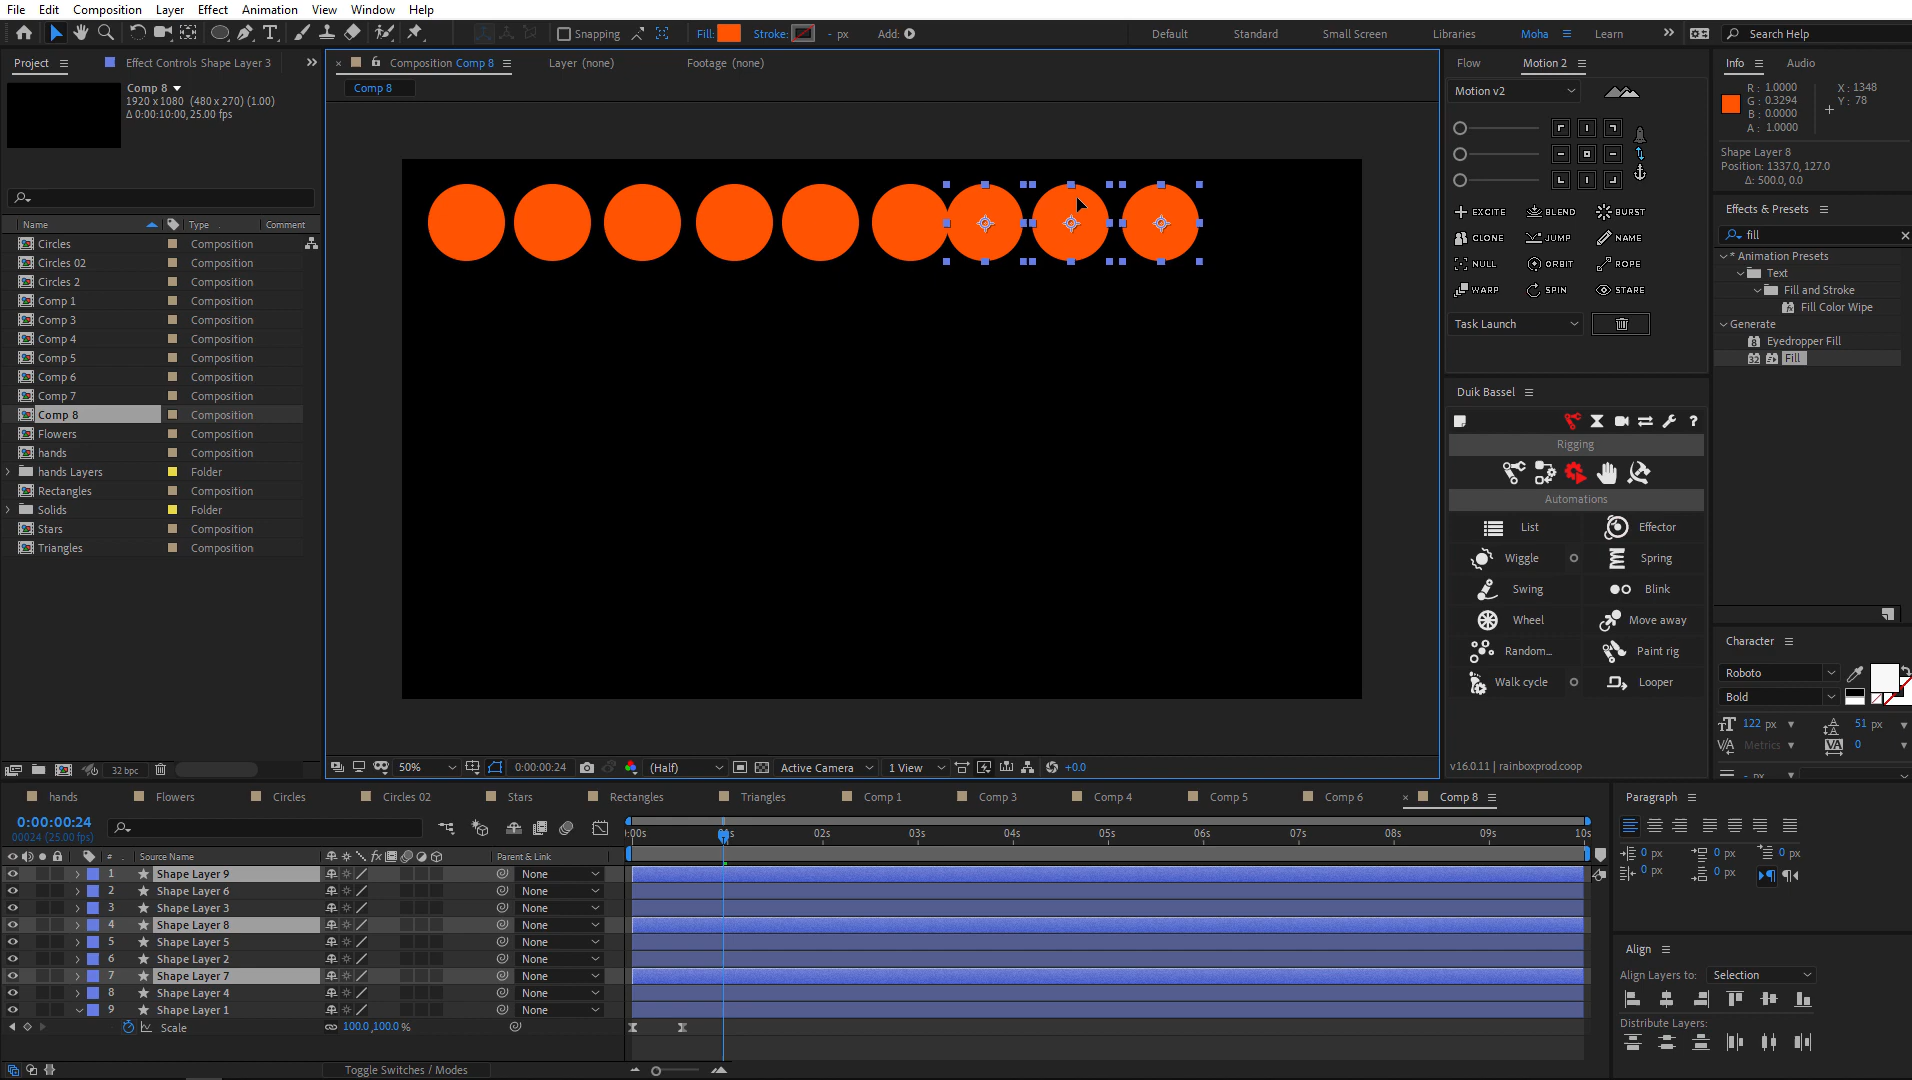 File Edit Composition Layer Effect Animation View Window Help
Snapping
Fill: Stroke: - px Add:
Default Standard Small Screen Libraries Moha Learn Search Help
Project
Effect Controls Shape Layer 3
Comp 8
1920 x 1080 (480 x 270) (1.00)
Δ 0:00:10:00, 25.00 fps
Name Type Comment
Circles Composition
Circles 02 Composition
Circles 2 Composition
Comp 1 Composition
Comp 3 Composition
Comp 4 Composition
Comp 5 Composition
Comp 6 Composition
Comp 7 Composition
Comp 8 Composition
Flowers Composition
hands Composition
hands Layers Folder
Rectangles Composition
Solids Folder
Stars Composition
Triangles Composition
32 bpc
Composition Comp 8
Layer (none)
Footage (none)
Comp 8
50% 0:00:00:24 (Half) Active Camera 1 View +0.0
Flow Motion 2
Motion v2
EXCITE BLEND BURST
CLONE JUMP NAME
NULL ORBIT ROPE
WARP SPIN STARE
Task Launch
Duik Bassel
?
Rigging
Automations
List Effector
Wiggle Spring
Swing Blink
Wheel Move away
Random... Paint rig
Walk cycle Looper
v16.0.11 | rainboxprod.coop
Info Audio
R : 1.0000 X : 1348
G : 0.3294 Y : 78
B : 0.0000
A : 1.0000
Shape Layer 8
Position: 1337.0, 127.0
Δ: 500.0, 0.0
Effects & Presets
fill
* Animation Presets
Text
Fill and Stroke
Fill Color Wipe
Generate
Eyedropper Fill
Fill
Character
Roboto
Bold
122 px 51 px
Metrics 0
- px
hands Flowers Circles Circles 02 Stars Rectangles Triangles Comp 1 Comp 3 Comp 4 Comp 5 Comp 6 Comp 8
0:00:00:24
00024 (25.00 fps)
# Source Name fx Parent & Link
:00s 02s 03s 04s 05s 06s 07s 08s 09s 10s
1 Shape Layer 9 None
2 Shape Layer 6 None
3 Shape Layer 3 None
4 Shape Layer 8 None
5 Shape Layer 5 None
6 Shape Layer 2 None
7 Shape Layer 7 None
8 Shape Layer 4 None
9 Shape Layer 1 None
Scale 100.0,100.0 %
Toggle Switches / Modes
Paragraph
0 px 0 px 0 px
0 px 0 px
Align
Align Layers to: Selection
Distribute Layers: